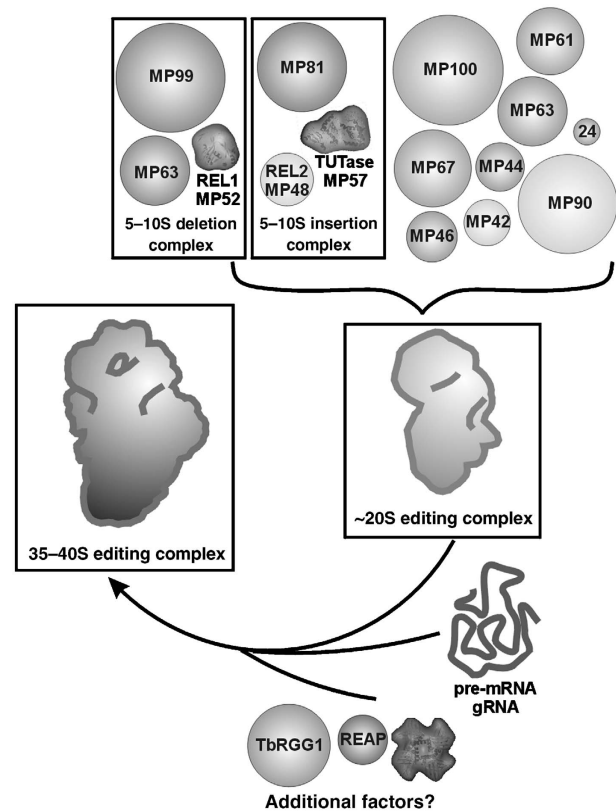 MP99
MP63
REL1
MP52
5–10S deletion
complex
MP81
REL2
MP48
TUTase
MP57
5–10S insertion
complex
MP100
MP61
MP63
24
MP67
MP44
MP90
MP46
MP42
35–40S editing complex
~20S editing complex
pre-mRNA
gRNA
TbRGG1
REAP
Additional factors?